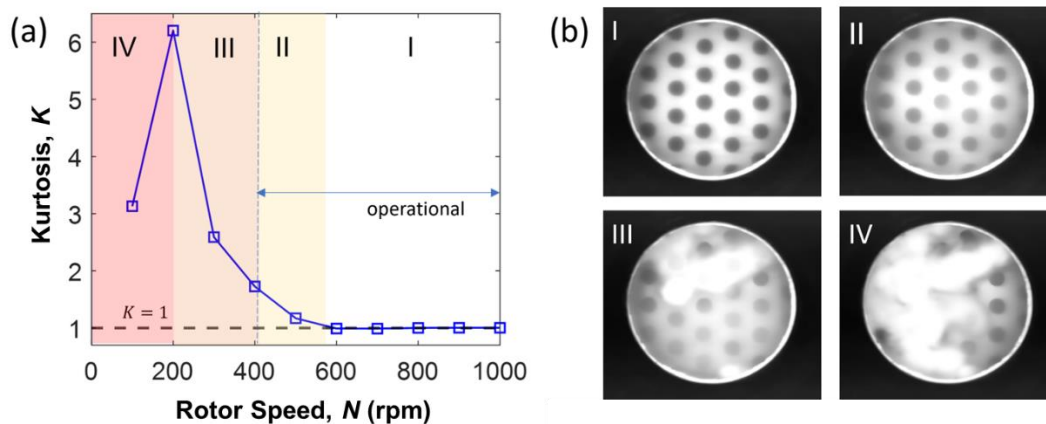 (a)
Kurtosis, K
6
5
4
3
2
1
IV
III
II
I
operational
K = 1
0
200
400
600
800
1000
Rotor Speed, N (rpm)
(b)
I
II
III
IV